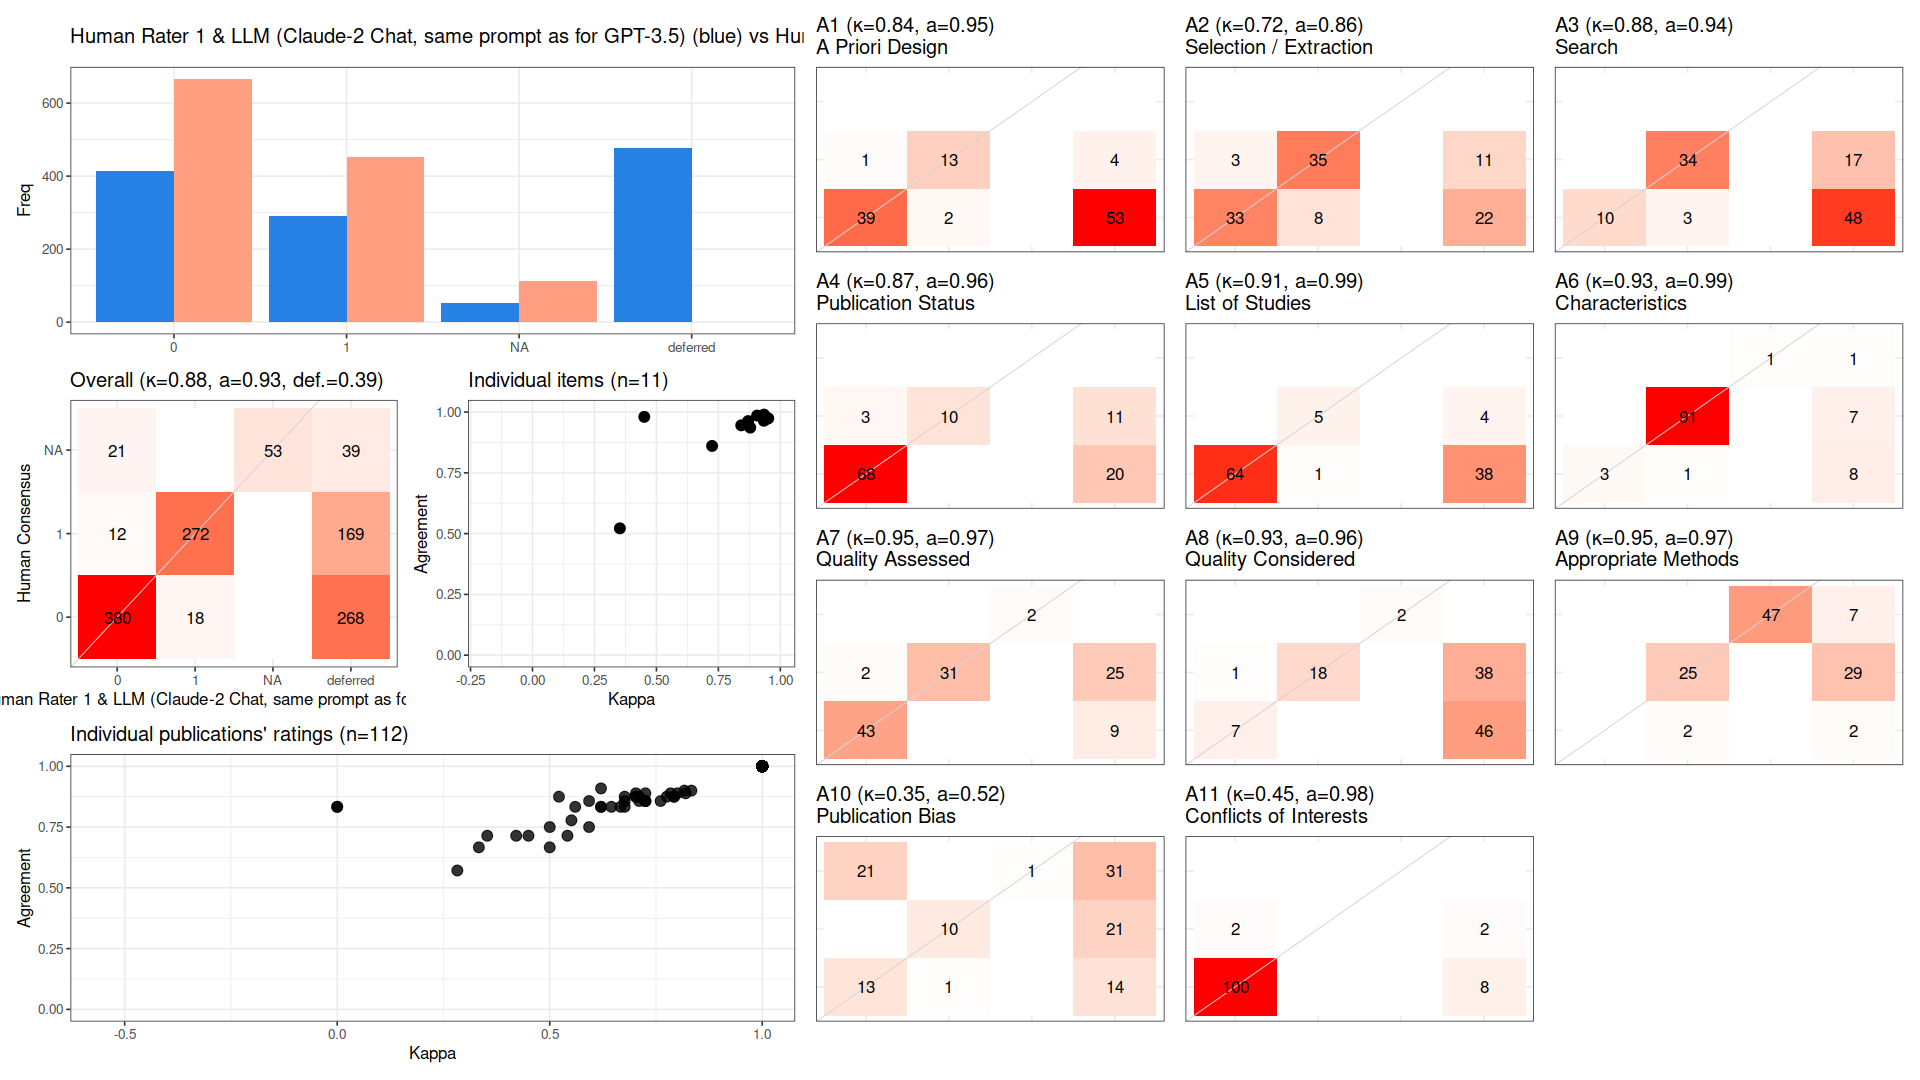 Human Rater 1 & LLM (Claude-2 Chat, same prompt as for GPT-3.5) (blue) vs Hu
Freq
600
400
200
0
0 1 NA deferred
Overall (κ=0.88, a=0.93, def.=0.39)
Human Consensus
NA 21 53 39
1 12 272 169
0 380 18 268
0 1 NA deferred
man Rater 1 & LLM (Claude-2 Chat, same prompt as fo
Individual items (n=11)
Agreement
1.00
0.75
0.50
0.25
0.00
-0.25 0.00 0.25 0.50 0.75 1.00
Kappa
Individual publications' ratings (n=112)
Agreement
1.00
0.75
0.50
0.25
0.00
-0.5 0.0 0.5 1.0
Kappa
A1 (κ=0.84, a=0.95)
A Priori Design
1 13 4
39 2 53
A2 (κ=0.72, a=0.86)
Selection / Extraction
3 35 11
33 8 22
A3 (κ=0.88, a=0.94)
Search
34 17
10 3 48
A4 (κ=0.87, a=0.96)
Publication Status
3 10 11
68 20
A5 (κ=0.91, a=0.99)
List of Studies
5 4
64 1 38
A6 (κ=0.93, a=0.99)
Characteristics
1 1
91 7
3 1 8
A7 (κ=0.95, a=0.97)
Quality Assessed
2
2 31 25
43 9
A8 (κ=0.93, a=0.96)
Quality Considered
2
1 18 38
7 46
A9 (κ=0.95, a=0.97)
Appropriate Methods
47 7
25 29
2 2
A10 (κ=0.35, a=0.52)
Publication Bias
21 1 31
10 21
13 1 14
A11 (κ=0.45, a=0.98)
Conflicts of Interests
2 2
100 8